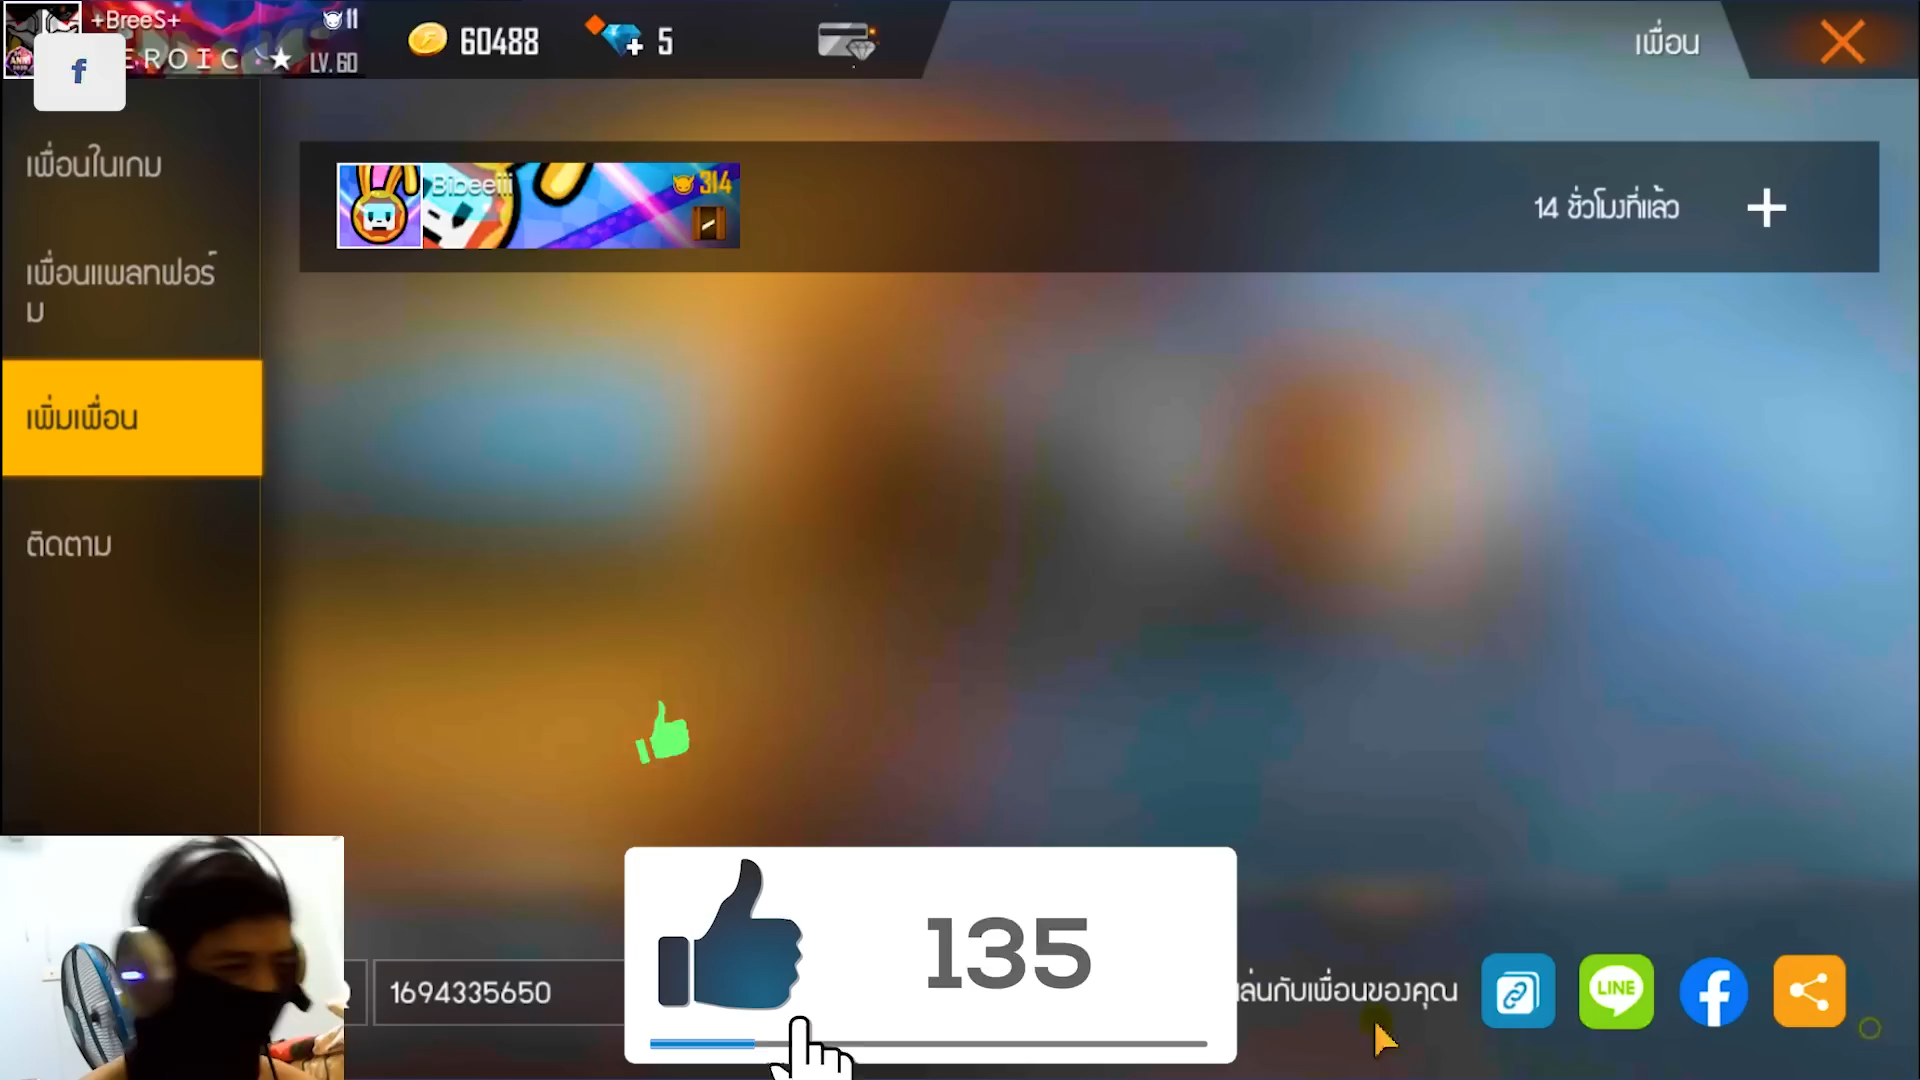 +BreeS+
11
EROIC
LV. 60
60488
5
เพื่อน
f
เพื่อนในเกม
เพื่อนแพลทฟอร์
ม
เพิ่มเพื่อน
ติดตาม
Bibeeiii
314
14 ชั่วโมงที่แล้ว
1694335650
135
เล่นกับเพื่อนของคุณ
LINE